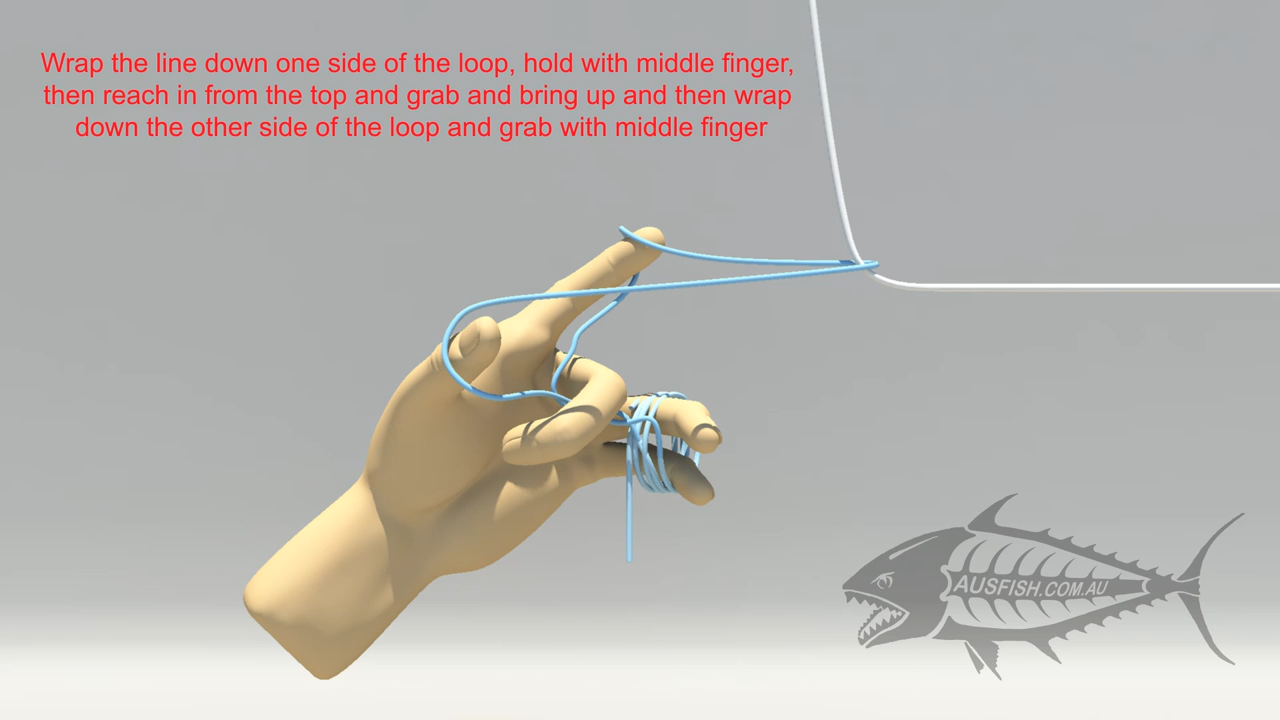 Wrap the line down one side of the loop, hold with middle finger,
then reach in from the top and grab and bring up and then wrap
down the other side of the loop and grab with middle finger
AUSFISH.COM.AU